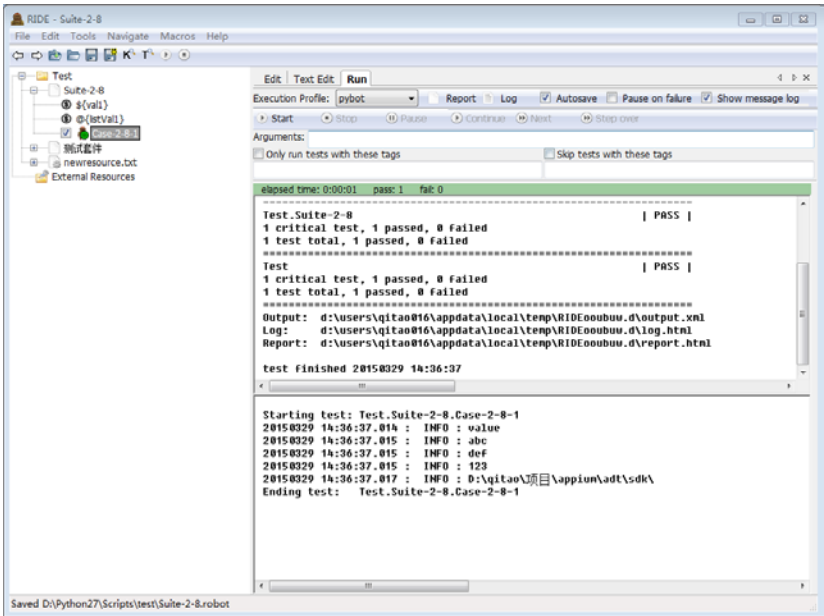 RIDE - Suite-2-8
File Edit Tools Navigate Macros Help
Test
Suite-2-8
${val1}
@{lstVal1}
Case-2-8-1
测试套件
newresource.txt
External Resources
Edit Text Edit Run
Execution Profile: pybot Report Log Autosave Pause on failure Show message log
Start Stop Pause Continue Next Step over
Arguments:
Only run tests with these tags Skip tests with these tags
elapsed time: 0:00:01 pass: 1 fail: 0
------------------------------------------------------------------------------
Test.Suite-2-8 | PASS |
1 critical test, 1 passed, 0 failed
1 test total, 1 passed, 0 failed
==============================================================================
Test | PASS |
1 critical test, 1 passed, 0 failed
1 test total, 1 passed, 0 failed
==============================================================================
Output: d:\users\qitao016\appdata\local\temp\RIDEooubuw.d\output.xml
Log: d:\users\qitao016\appdata\local\temp\RIDEooubuw.d\log.html
Report: d:\users\qitao016\appdata\local\temp\RIDEooubuw.d\report.html
test finished 20150329 14:36:37
Starting test: Test.Suite-2-8.Case-2-8-1
20150329 14:36:37.014 : INFO : value
20150329 14:36:37.015 : INFO : abc
20150329 14:36:37.015 : INFO : def
20150329 14:36:37.015 : INFO : 123
20150329 14:36:37.017 : INFO : D:\qitao\项目\appium\adt\sdk\
Ending test: Test.Suite-2-8.Case-2-8-1
Saved D:\Python27\Scripts\test\Suite-2-8.robot